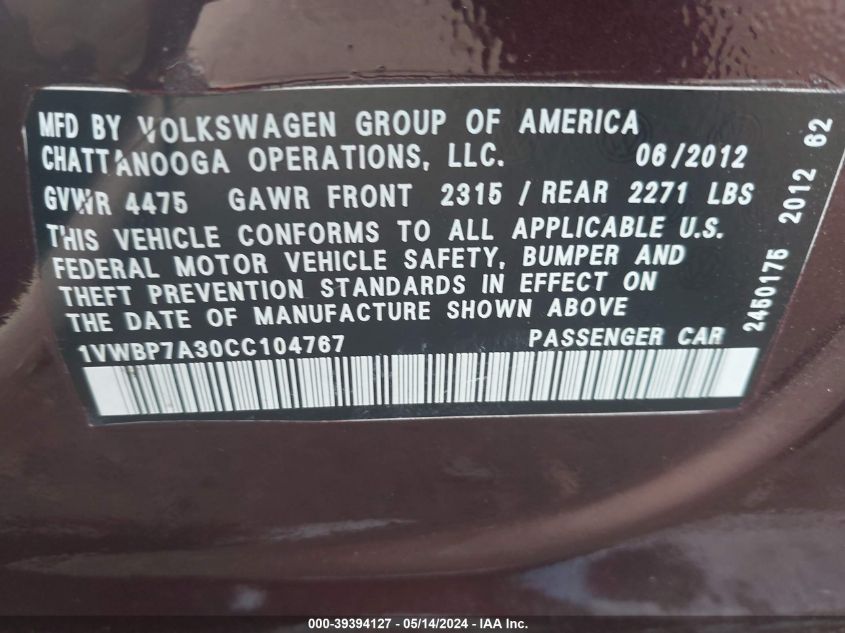 MFD BY VOLKSWAGEN GROUP OF AMERICA
CHATTANOOGA OPERATIONS, LLC. 06/2012
GVWR 4475 GAWR FRONT 2315 / REAR 2271 LBS
THIS VEHICLE CONFORMS TO ALL APPLICABLE U.S.
FEDERAL MOTOR VEHICLE SAFETY, BUMPER AND
THEFT PREVENTION STANDARDS IN EFFECT ON
THE DATE OF MANUFACTURE SHOWN ABOVE
1VWBP7A30CC104767 PASSENGER CAR
2450175 2012 62
000-39394127 - 05/14/2024 - IAA Inc.